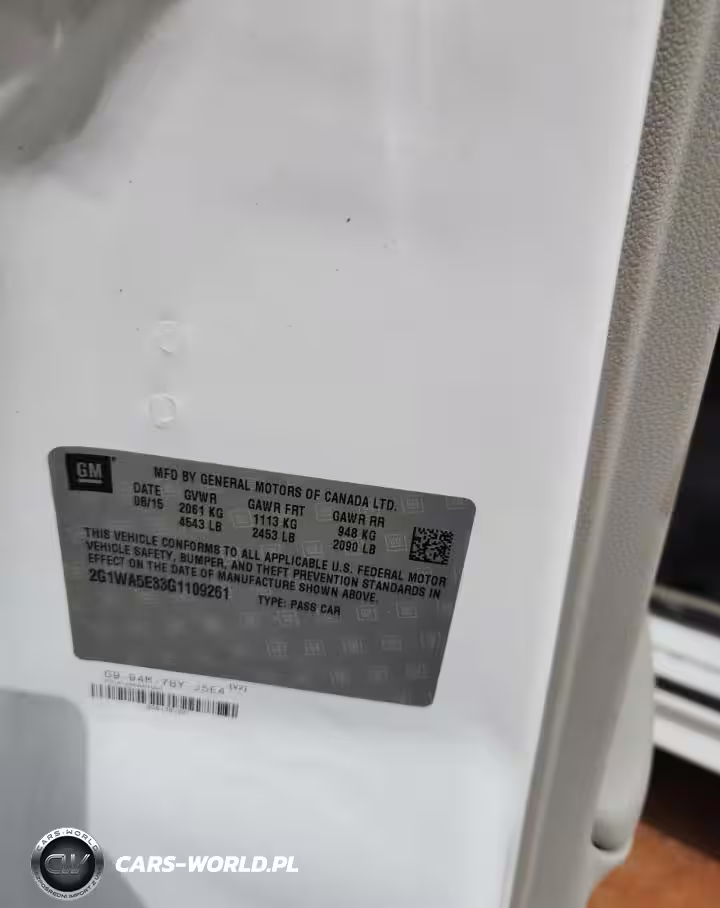 GM
MFD BY GENERAL MOTORS OF CANADA LTD.
DATE GVWR GAWR FRT GAWR RR
08/15 2061 KG 1113 KG 948 KG
4543 LB 2453 LB 2090 LB
THIS VEHICLE CONFORMS TO ALL APPLICABLE U.S. FEDERAL MOTOR
VEHICLE SAFETY, BUMPER, AND THEFT PREVENTION STANDARDS IN
EFFECT ON THE DATE OF MANUFACTURE SHOWN ABOVE.
2G1WA5E33G1109261 TYPE: PASS CAR
CARS-WORLD
CW
CARS-WORLD.PL